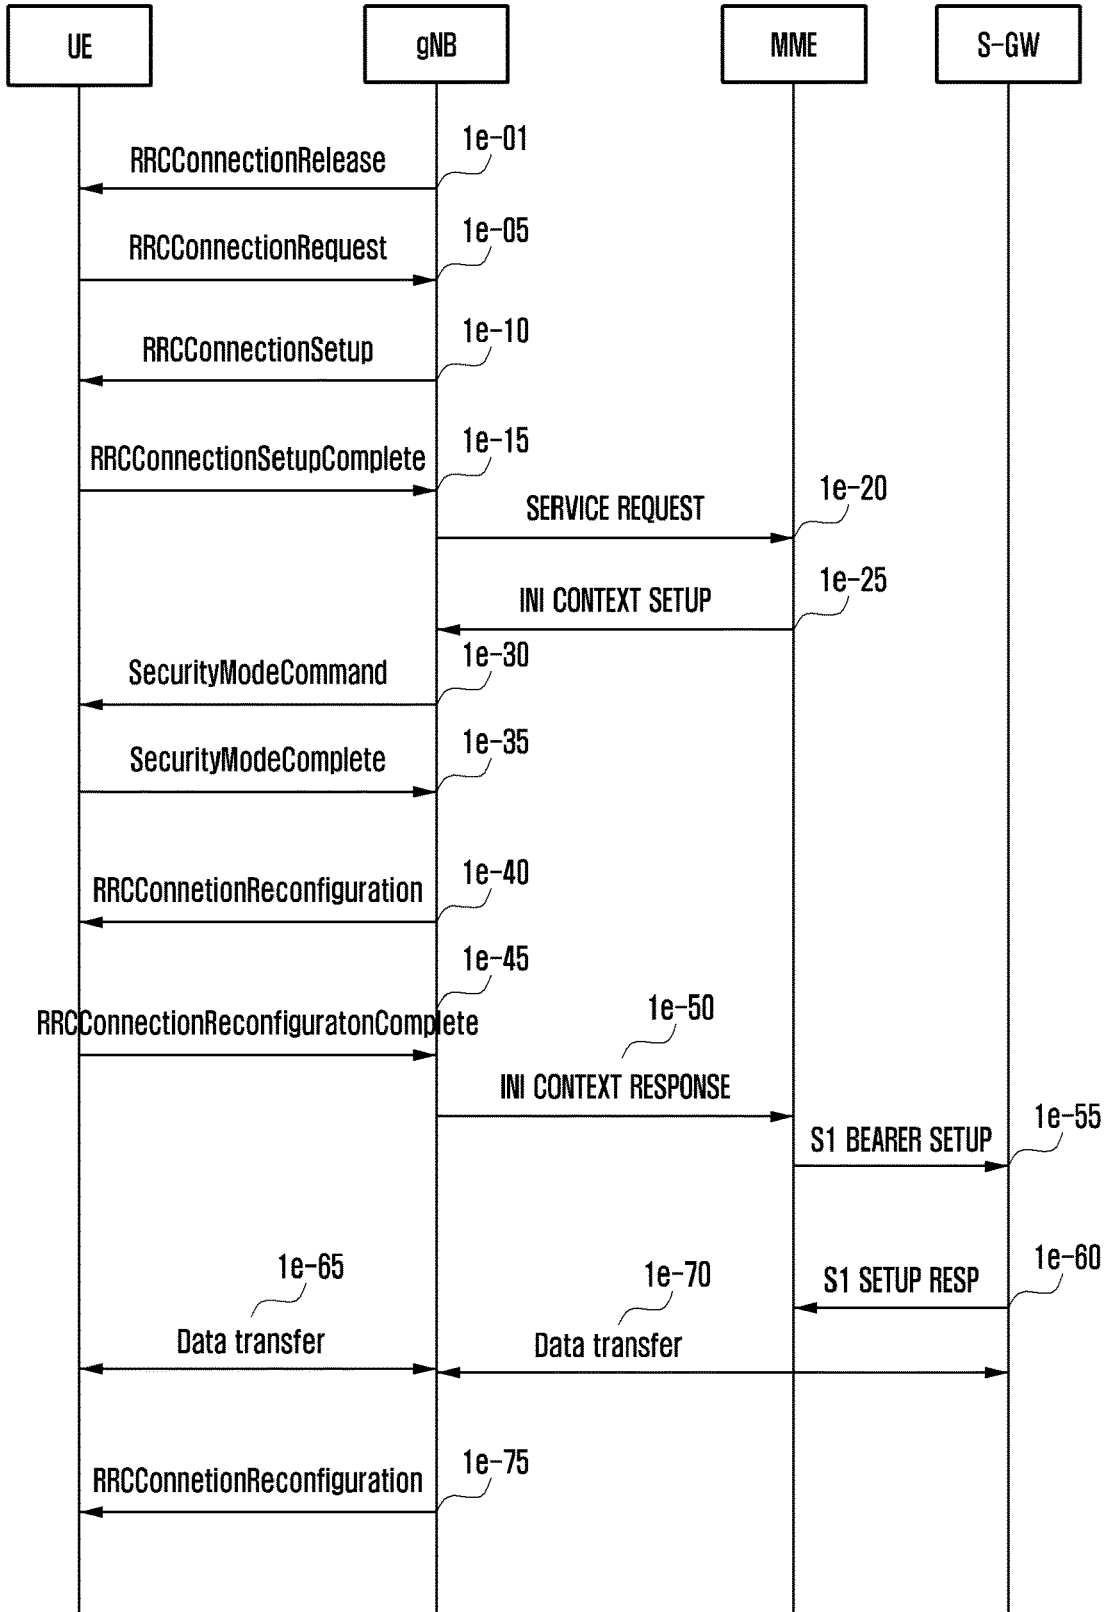 UE
gNB
MME
S-GW
1e-01
RRCConnectionRelease
1e-05
RRCConnectionRequest
1e-10
RRCConnectionSetup
1e-15
RRCConnectionSetupComplete
1e-20
SERVICE REQUEST
1e-25
INI CONTEXT SETUP
1e-30
SecurityModeCommand
1e-35
SecurityModeComplete
1e-40
RRCConnetionReconfiguration
1e-45
RRCConnectionReconfiguratonComplete
1e-50
INI CONTEXT RESPONSE
1e-55
S1 BEARER SETUP
1e-60
S1 SETUP RESP
1e-65
Data transfer
1e-70
Data transfer
1e-75
RRCConnetionReconfiguration